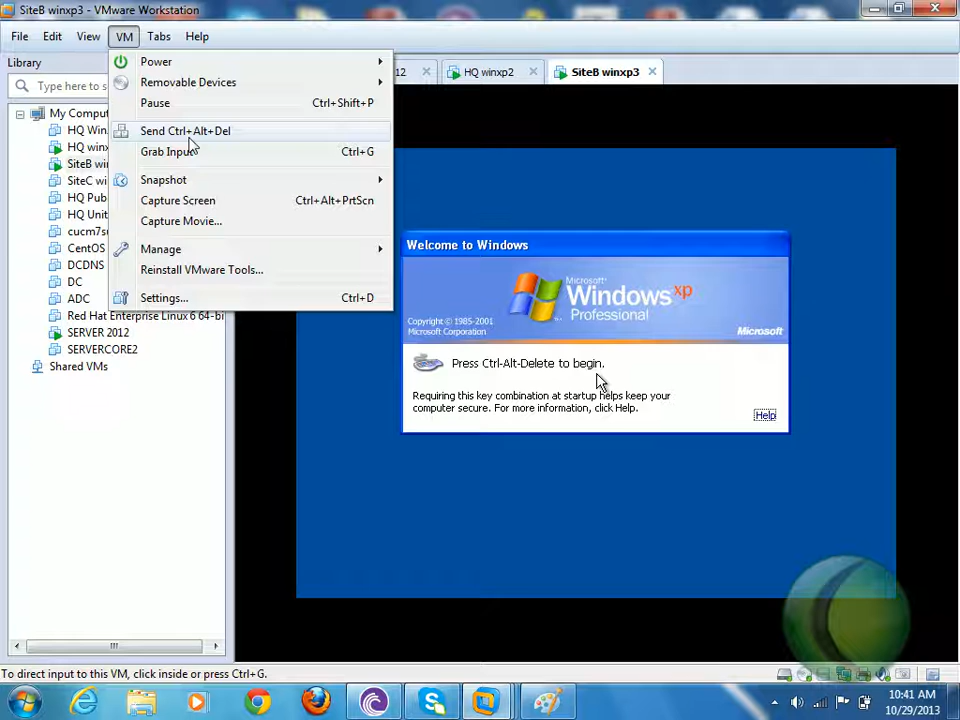 SiteB winxp3 - VMware Workstation
File Edit View VM Tabs Help
Library
Type here to s
12
HQ winxp2
SiteB winxp3
Power
Removable Devices
Pause Ctrl+Shift+P
Send Ctrl+Alt+Del
Grab Input Ctrl+G
Snapshot
Capture Screen Ctrl+Alt+PrtScn
Capture Movie...
Manage
Reinstall VMware Tools...
Settings... Ctrl+D
My Compu
HQ Win
HQ winx
SiteB wi
SiteC wi
HQ Pub
HQ Unit
cucm7su
CentOS
DCDNS
DC
ADC
Red Hat Enterprise Linux 6 64-bi
SERVER 2012
SERVERCORE2
Shared VMs
Welcome to Windows
Microsoft
Windows xp
Professional
Copyright © 1985-2001
Microsoft Corporation
Microsoft
Press Ctrl-Alt-Delete to begin.
Requiring this key combination at startup helps keep your
computer secure. For more information, click Help.
Help
To direct input to this VM, click inside or press Ctrl+G.
10:41 AM
10/29/2013